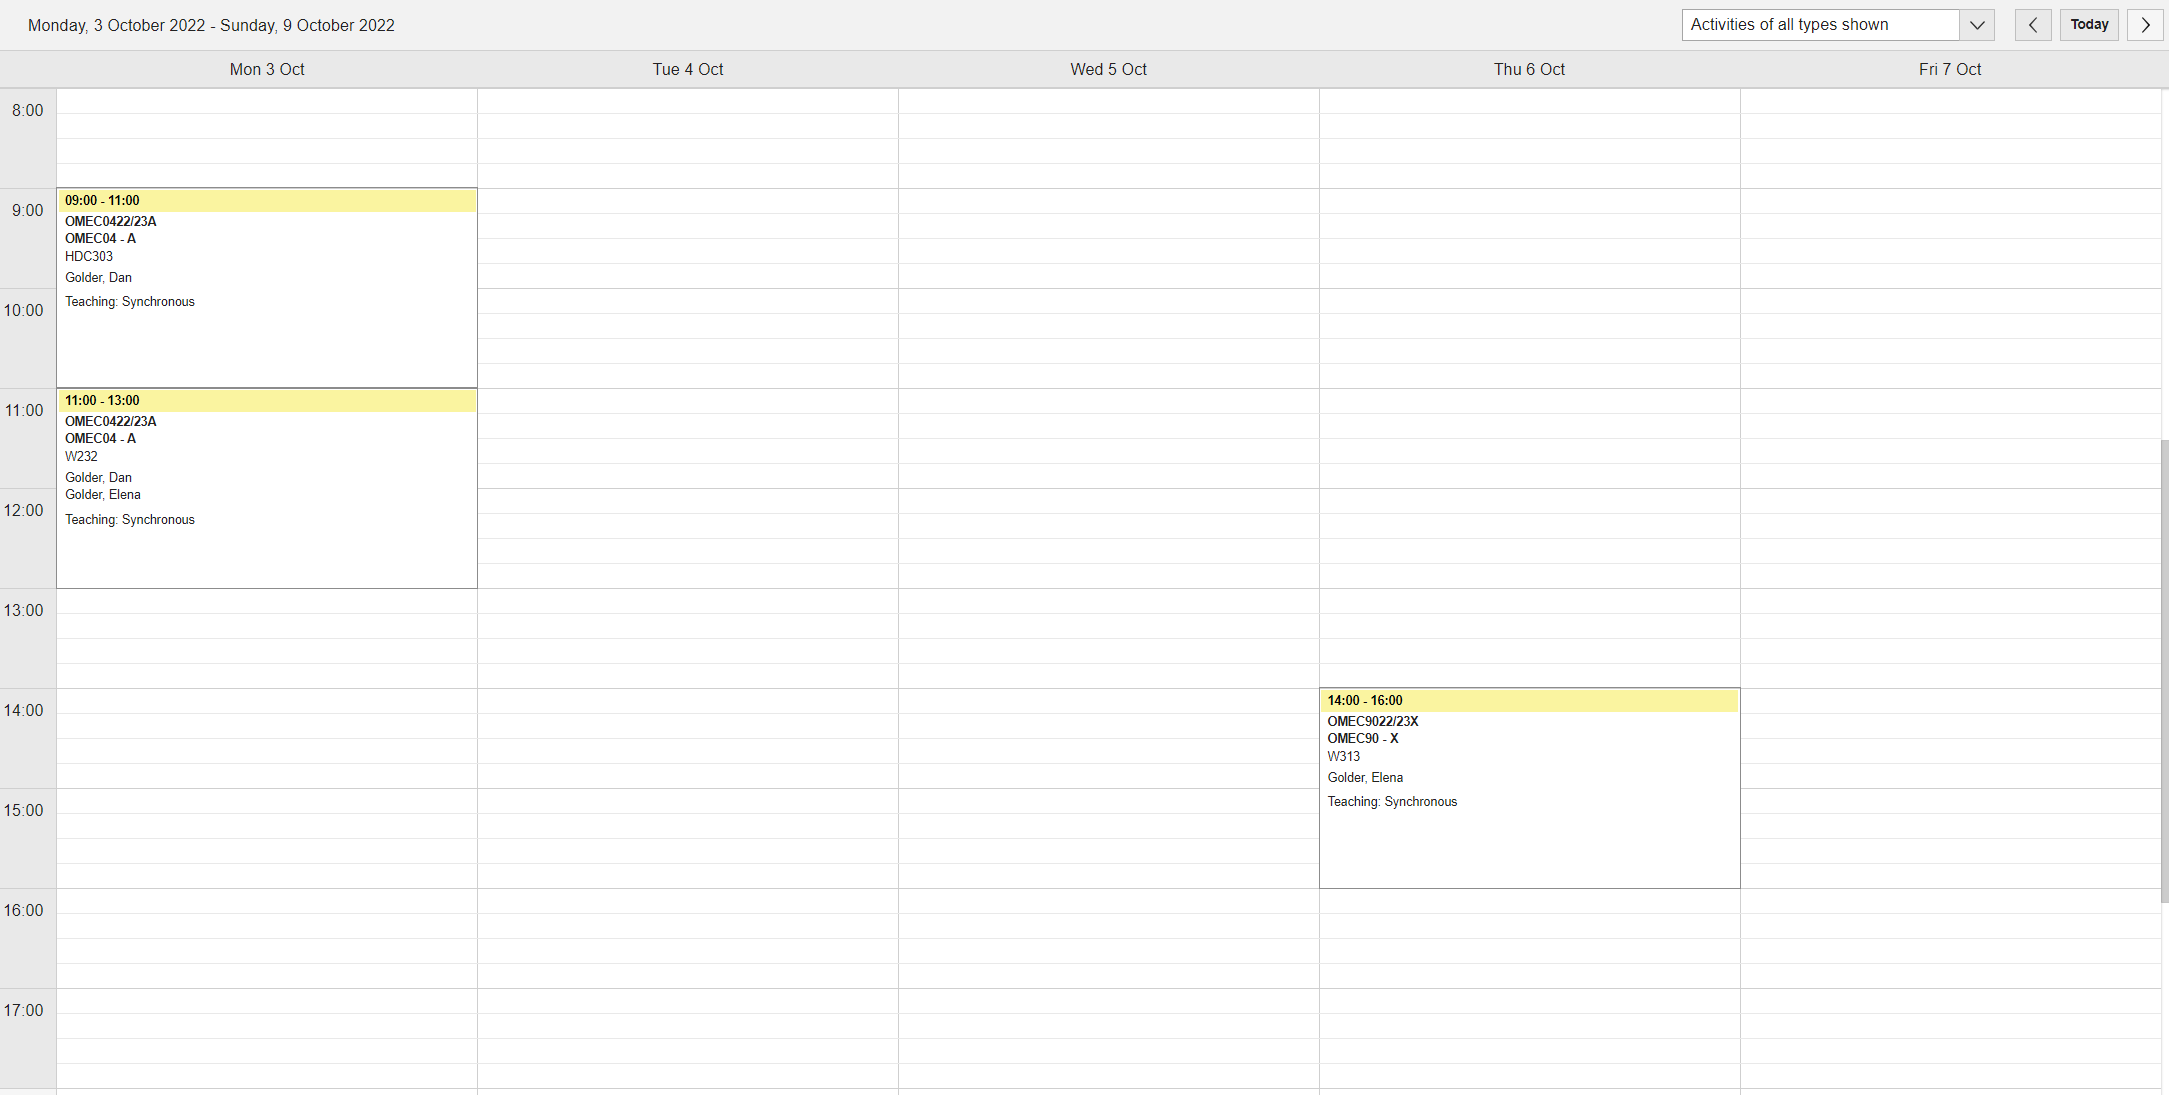 Monday, 3 October 2022 - Sunday, 9 October 2022
Activities of all types shown
Today
Mon 3 Oct
Tue 4 Oct
Wed 5 Oct
Thu 6 Oct
Fri 7 Oct
8:00
9:00
10:00
11:00
12:00
13:00
14:00
15:00
16:00
17:00
09:00 - 11:00
OMEC0422/23A
OMEC04 - A
HDC303
Golder, Dan
Teaching: Synchronous
11:00 - 13:00
OMEC0422/23A
OMEC04 - A
W232
Golder, Dan
Golder, Elena
Teaching: Synchronous
14:00 - 16:00
OMEC9022/23X
OMEC90 - X
W313
Golder, Elena
Teaching: Synchronous